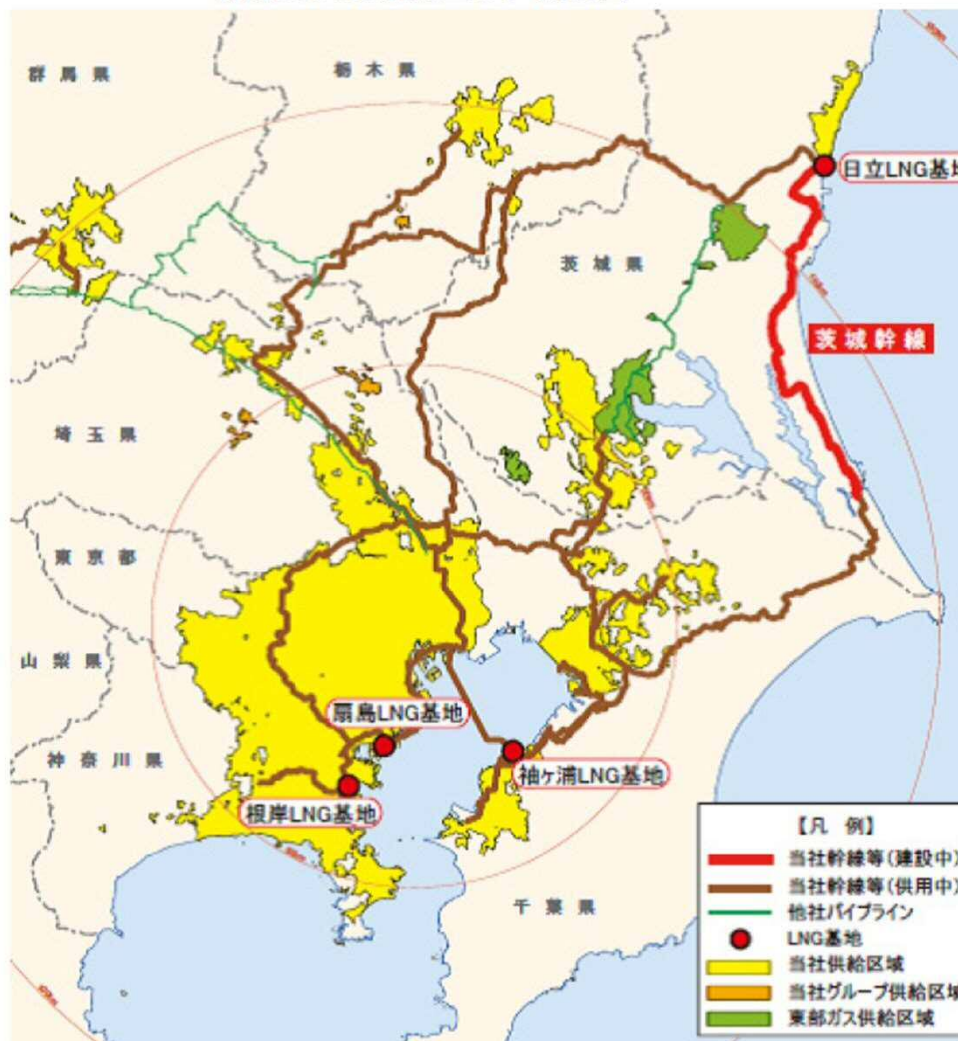 群馬県
栃木県
日立LNG基地
茨城県
茨城幹線
埼玉県
東京都
山梨県
扇島LNG基地
神奈川県
袖ヶ浦LNG基地
根岸LNG基地
千葉県
【凡 例】
当社幹線等(建設中)
当社幹線等(供用中)
他社パイプライン
LNG基地
当社供給区域
当社グループ供給区域
東部ガス供給区域